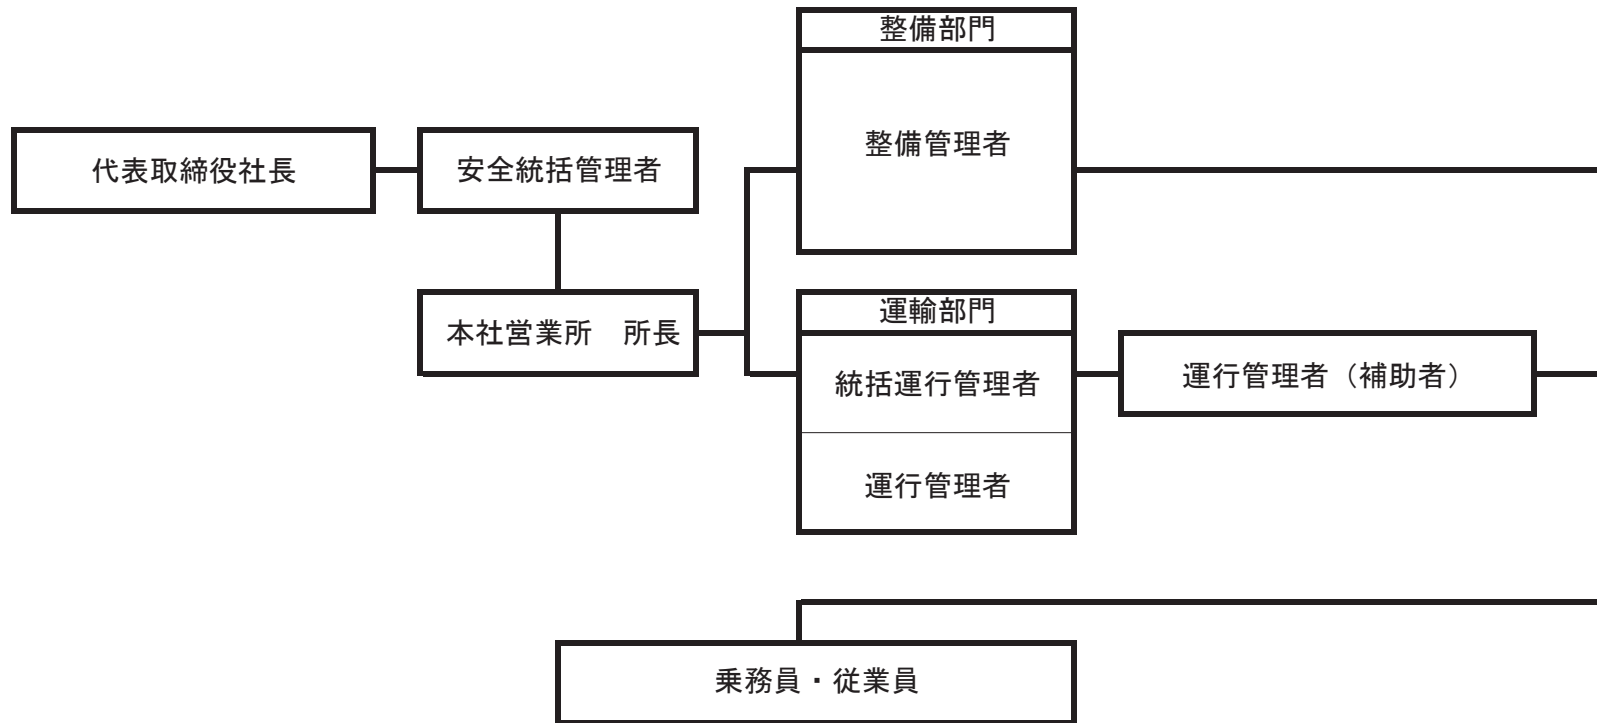 整備部門
整備管理者
代表取締役社長
安全統括管理者
本社営業所　所長
運輸部門
統括運行管理者
運行管理者（補助者）
運行管理者
乗務員・従業員